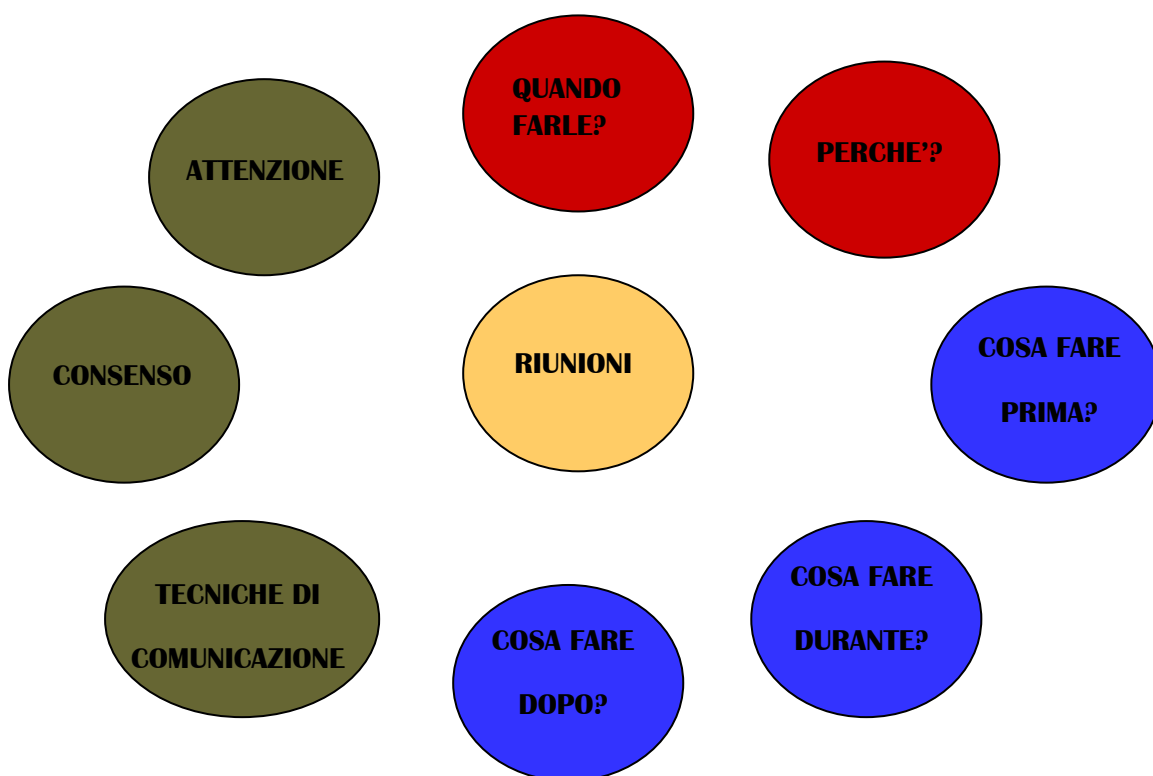 QUANDO
FARLE?
PERCHE’?
ATTENZIONE
RIUNIONI
COSA FARE
PRIMA?
CONSENSO
COSA FARE
DURANTE?
TECNICHE DI
COMUNICAZIONE
COSA FARE
DOPO?